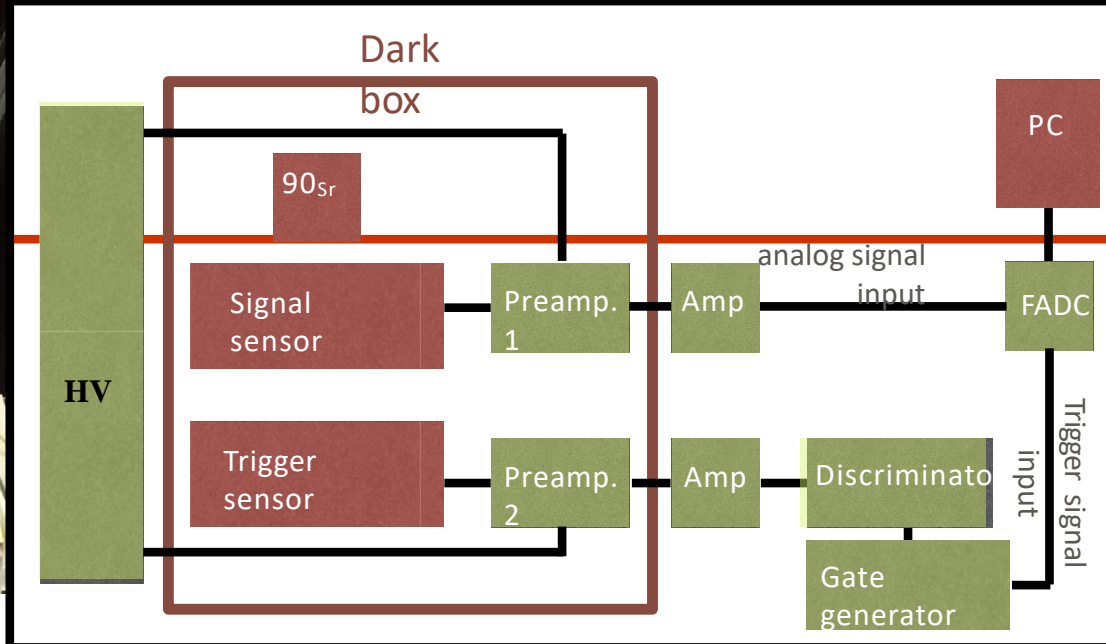 Dark
box
PC
90Sr
analog signal
input
Signal
sensor
Preamp.
1
Amp
FADC
HV
Trigger
sensor
Preamp.
2
Amp
Discriminato
Trigger signal
input
Gate
generator